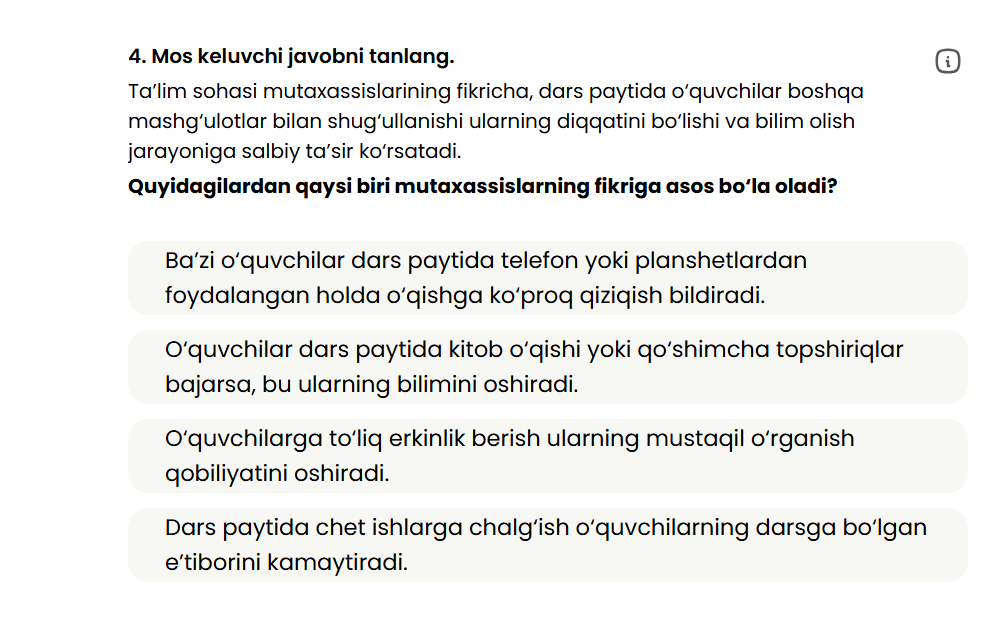 4. Mos keluvchi javobni tanlang.
Ta’lim sohasi mutaxassislarining fikricha, dars paytida o‘quvchilar boshqa
mashg‘ulotlar bilan shug‘ullanishi ularning diqqatini bo‘lishi va bilim olish
jarayoniga salbiy ta’sir ko‘rsatadi.
Quyidagilardan qaysi biri mutaxassislarning fikriga asos bo‘la oladi?
Ba’zi o‘quvchilar dars paytida telefon yoki planshetlardan
foydalangan holda o‘qishga ko‘proq qiziqish bildiradi.
O‘quvchilar dars paytida kitob o‘qishi yoki qo‘shimcha topshiriqlar
bajarsa, bu ularning bilimini oshiradi.
O‘quvchilarga to‘liq erkinlik berish ularning mustaqil o‘rganish
qobiliyatini oshiradi.
Dars paytida chet ishlarga chalg‘ish o‘quvchilarning darsga bo‘lgan
e’tiborini kamaytiradi.